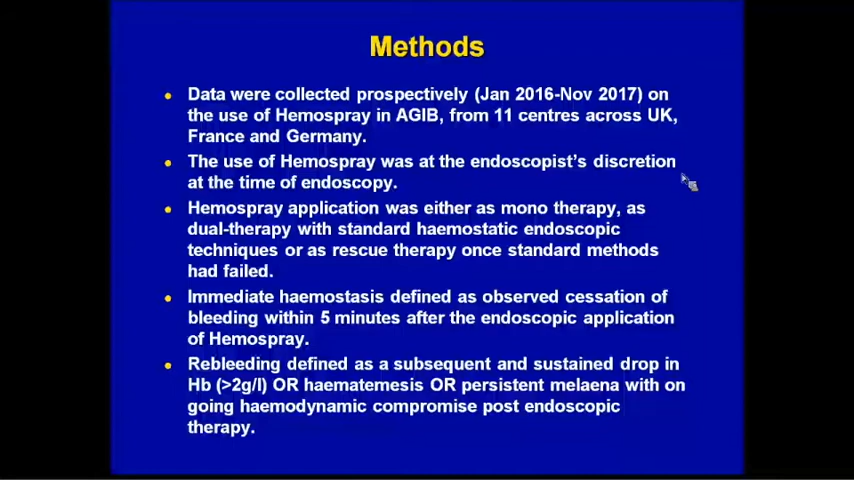 Methods
Data were collected prospectively (Jan 2016-Nov 2017) on
the use of Hemospray in AGIB, from 11 centres across UK,
France and Germany.
The use of Hemospray was at the endoscopist's discretion
at the time of endoscopy.
Hemospray application was either as mono therapy, as
dual-therapy with standard haemostatic endoscopic
techniques or as rescue therapy once standard methods
had failed.
Immediate haemostasis defined as observed cessation of
bleeding within 5 minutes after the endoscopic application
of Hemospray.
Rebleeding defined as a subsequent and sustained drop in
Hb (>2g/l) OR haematemesis OR persistent melaena with on
going haemodynamic compromise post endoscopic
therapy.